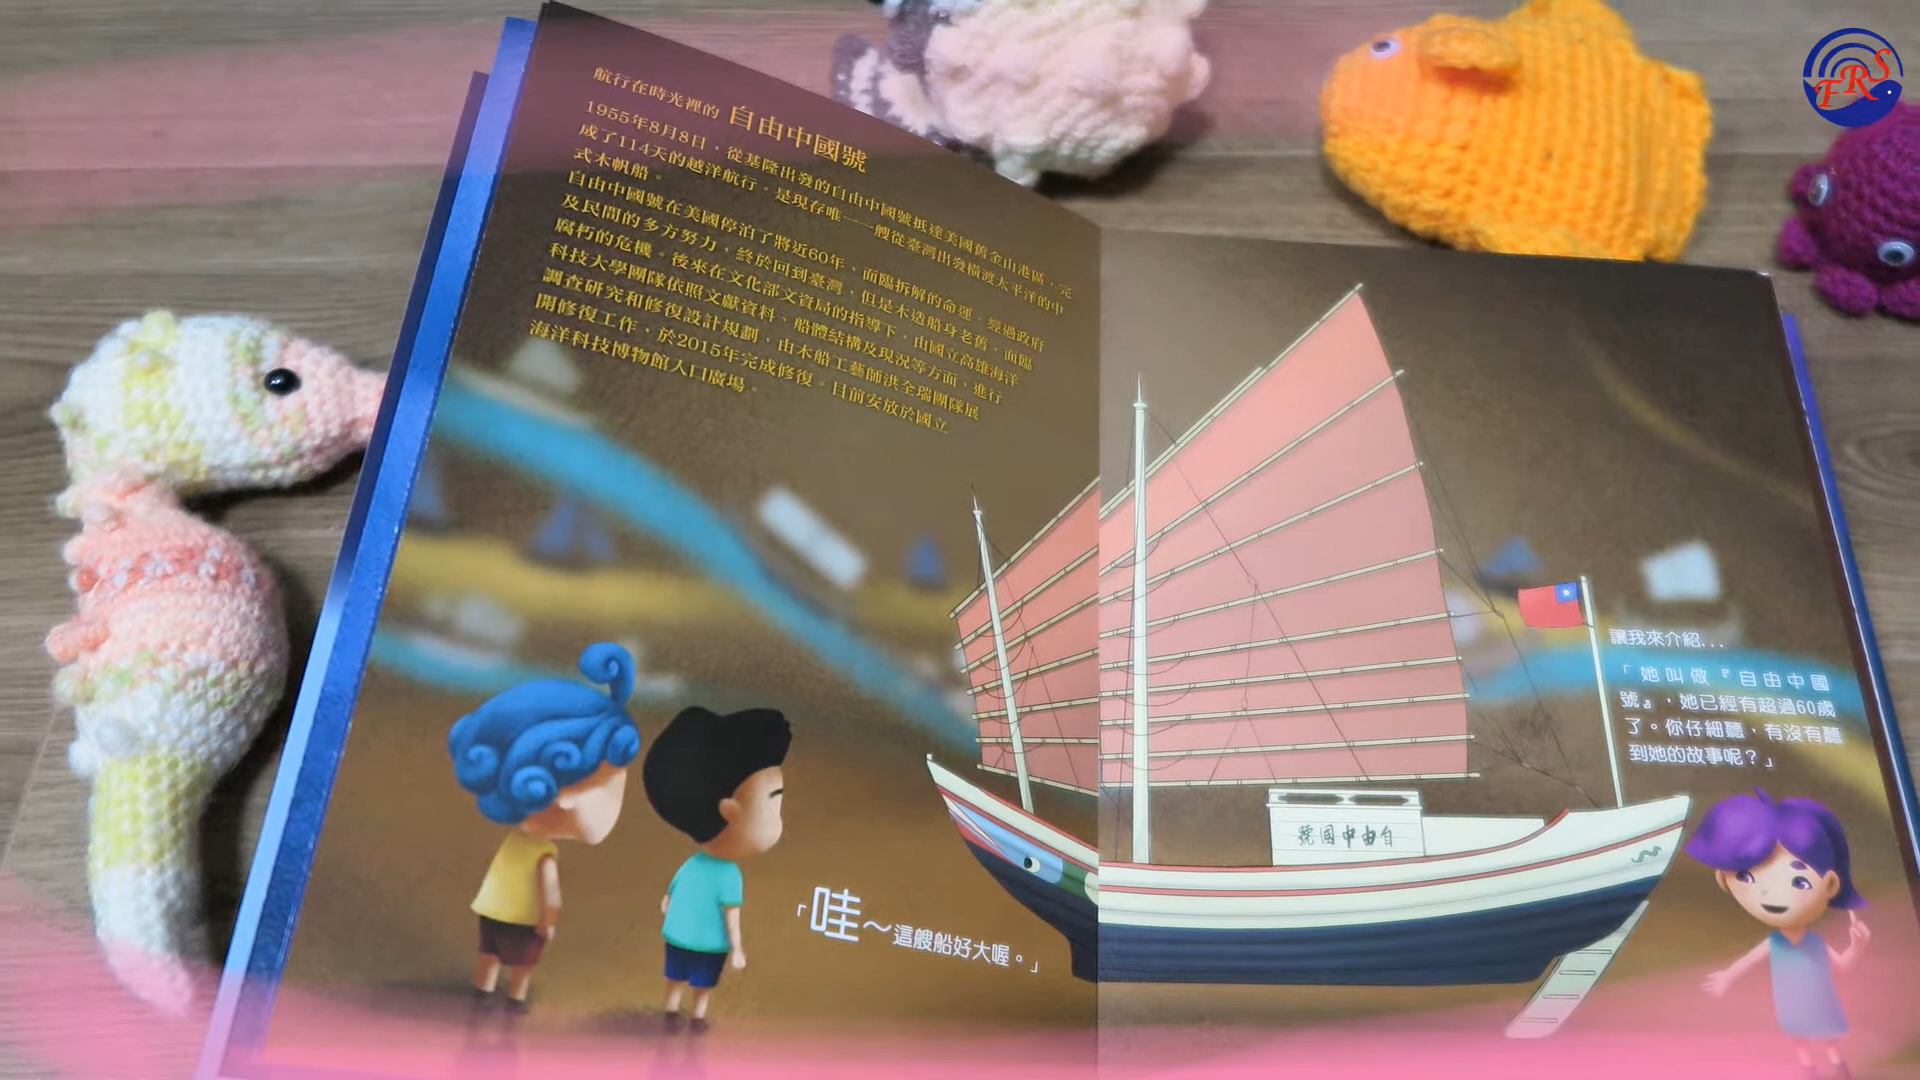 航行在時光裡的 自由中國號
1955年8月8日，從基隆出發的自由中國號抵達美國舊金山港區，完
成了114天的越洋航行。是現存唯一一艘從臺灣出發橫渡太平洋的中
式木帆船。
自由中國號在美國停泊了將近60年，面臨拆解的命運。經過政府
及民間的多方努力，終於回到臺灣，但是木造船身老舊，面臨
腐朽的危機。後來在文化部文資局的指導下，由國立高雄海洋
科技大學團隊依照文獻資料、船體結構及現況等方面，進行
調查研究和修復設計規劃，由木船工藝師洪全瑞團隊展
開修復工作，於2015年完成修復。目前安放於國立
海洋科技博物館入口廣場。
讓我來介紹...
「她叫做『自由中國
號』，她已經有超過60歲
了。你仔細聽，有沒有聽
到她的故事呢？」
號国中由自
「哇～這艘船好大喔。」
FRS